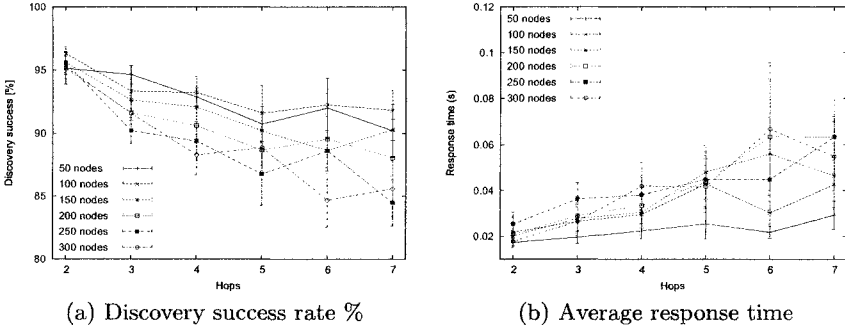 100
95
90
85
80
Discovery success [%]
50 nodes
100 nodes
150 nodes
200 nodes
250 nodes
300 nodes
2 3 4 5 6 7
Hops
(a) Discovery success rate %
0.12
0.1
0.08
0.06
0.04
0.02
Response time (s)
50 nodes
100 nodes
150 nodes
200 nodes
250 nodes
300 nodes
2 3 4 5 6 7
Hops
(b) Average response time